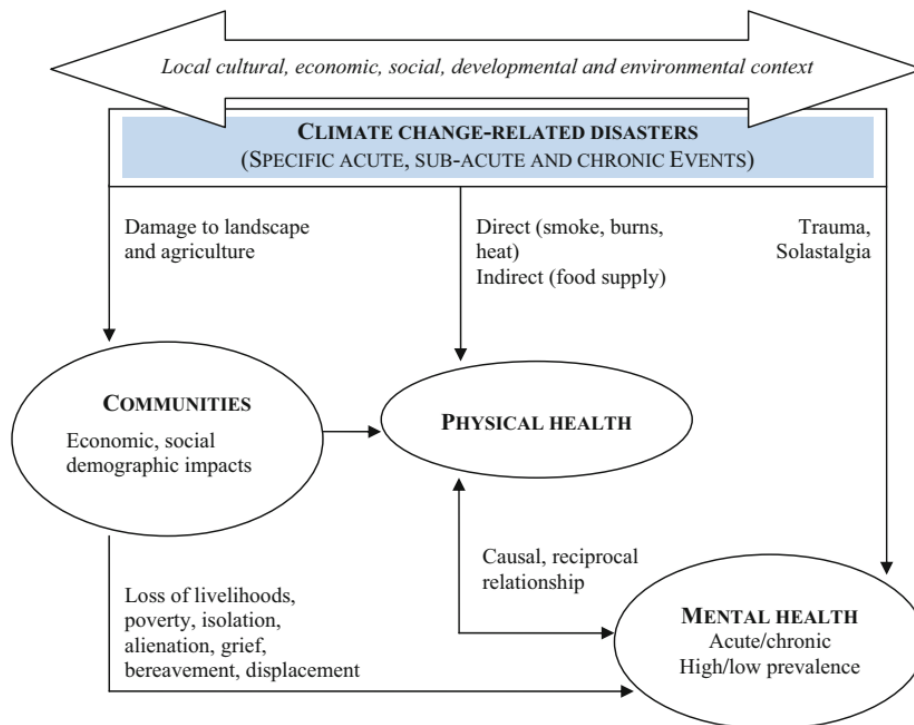 Local cultural, economic, social, developmental and environmental context
CLIMATE CHANGE-RELATED DISASTERS
(SPECIFIC ACUTE, SUB-ACUTE AND CHRONIC EVENTS)
Damage to landscape
and agriculture
Direct (smoke, burns,
heat)
Indirect (food supply)
Trauma,
Solastalgia
COMMUNITIES
Economic, social
demographic impacts
PHYSICAL HEALTH
Causal, reciprocal
relationship
Loss of livelihoods,
poverty, isolation,
alienation, grief,
bereavement, displacement
MENTAL HEALTH
Acute/chronic
High/low prevalence